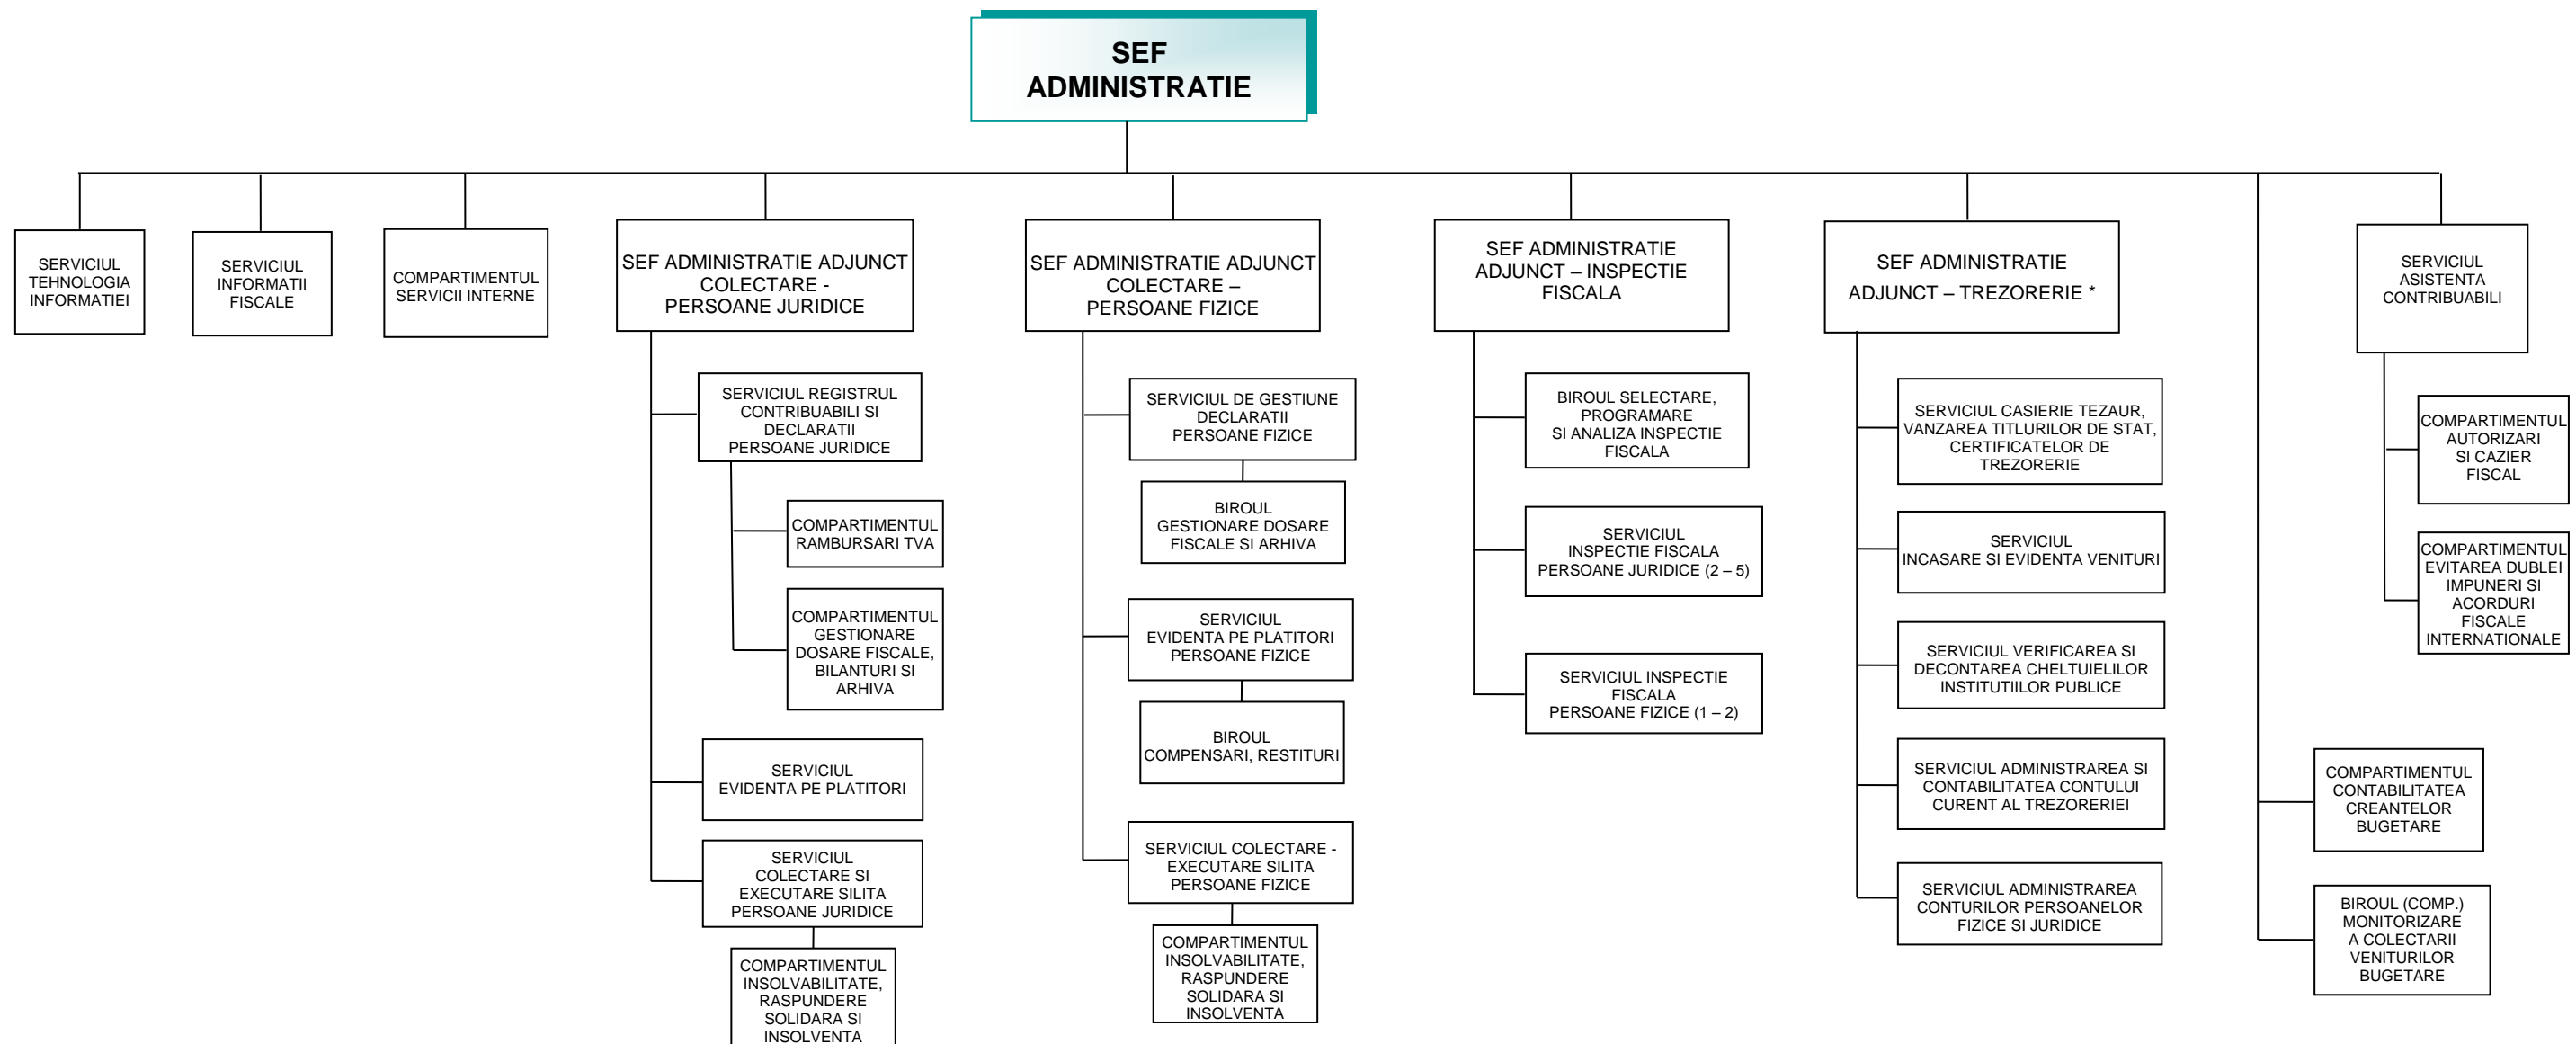 SEF
ADMINISTRATIE
SERVICIUL
TEHNOLOGIA
INFORMATIEI
SERVICIUL
INFORMATII
FISCALE
COMPARTIMENTUL
SERVICII INTERNE
SEF ADMINISTRATIE ADJUNCT
COLECTARE -
PERSOANE JURIDICE
SERVICIUL REGISTRUL
CONTRIBUABILI SI
DECLARATII
PERSOANE JURIDICE
COMPARTIMENTUL
RAMBURSARI TVA
COMPARTIMENTUL
GESTIONARE
DOSARE FISCALE,
BILANTURI SI
ARHIVA
SERVICIUL
EVIDENTA PE PLATITORI
SERVICIUL
COLECTARE SI
EXECUTARE SILITA
PERSOANE JURIDICE
COMPARTIMENTUL
INSOLVABILITATE,
RASPUNDERE
SOLIDARA SI
INSOLVENTA
SEF ADMINISTRATIE ADJUNCT
COLECTARE –
PERSOANE FIZICE
SERVICIUL DE GESTIUNE
DECLARATII
PERSOANE FIZICE
BIROUL
GESTIONARE DOSARE
FISCALE SI ARHIVA
SERVICIUL
EVIDENTA PE PLATITORI
PERSOANE FIZICE
BIROUL
COMPENSARI, RESTITURI
SERVICIUL COLECTARE -
EXECUTARE SILITA
PERSOANE FIZICE
COMPARTIMENTUL
INSOLVABILITATE,
RASPUNDERE
SOLIDARA SI
INSOLVENTA
SEF ADMINISTRATIE
ADJUNCT – INSPECTIE
FISCALA
BIROUL SELECTARE,
PROGRAMARE
SI ANALIZA INSPECTIE
FISCALA
SERVICIUL
INSPECTIE FISCALA
PERSOANE JURIDICE (2 – 5)
SERVICIUL INSPECTIE
FISCALA
PERSOANE FIZICE (1 – 2)
SEF ADMINISTRATIE
ADJUNCT – TREZORERIE *
SERVICIUL CASIERIE TEZAUR,
VANZAREA TITLURILOR DE STAT,
CERTIFICATELOR DE
TREZORERIE
SERVICIUL
INCASARE SI EVIDENTA VENITURI
SERVICIUL VERIFICAREA SI
DECONTAREA CHELTUIELILOR
INSTITUTIILOR PUBLICE
SERVICIUL ADMINISTRAREA SI
CONTABILITATEA CONTULUI
CURENT AL TREZORERIEI
SERVICIUL ADMINISTRAREA
CONTURILOR PERSOANELOR
FIZICE SI JURIDICE
SERVICIUL
ASISTENTA
CONTRIBUABILI
COMPARTIMENTUL
AUTORIZARI
SI CAZIER
FISCAL
COMPARTIMENTUL
EVITAREA DUBLEI
IMPUNERI SI
ACORDURI
FISCALE
INTERNATIONALE
COMPARTIMENTUL
CONTABILITATEA
CREANTELOR
BUGETARE
BIROUL (COMP.)
MONITORIZARE
A COLECTARII
VENITURILOR
BUGETARE